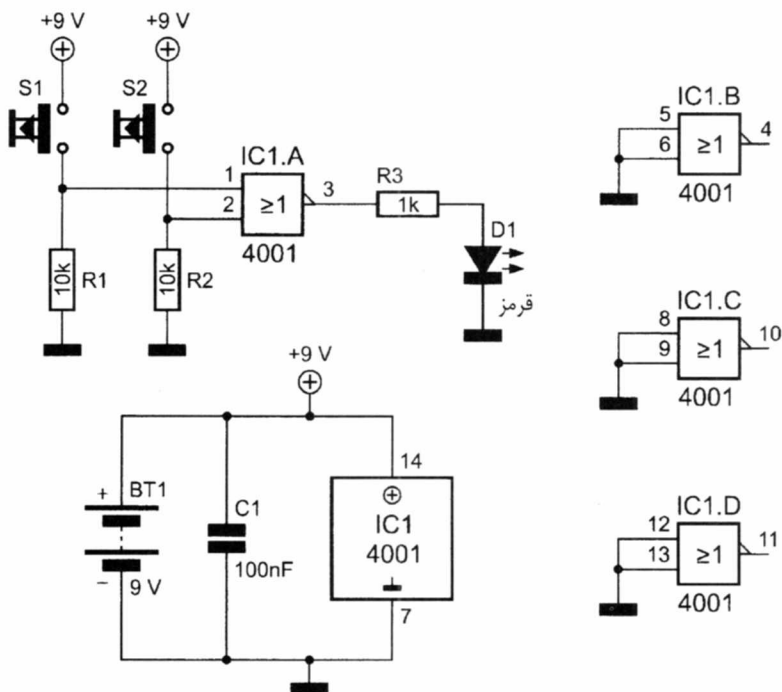 +9 V
+9 V
S1
S2
IC1.A
1
2
≥1
3
4001
R3
1k
D1
قرمز
10k
R1
10k
R2
IC1.B
5
6
≥1
4
4001
IC1.C
8
9
≥1
10
4001
IC1.D
12
13
≥1
11
4001
+9 V
+
BT1
–
9 V
C1
100nF
14
IC1
4001
7